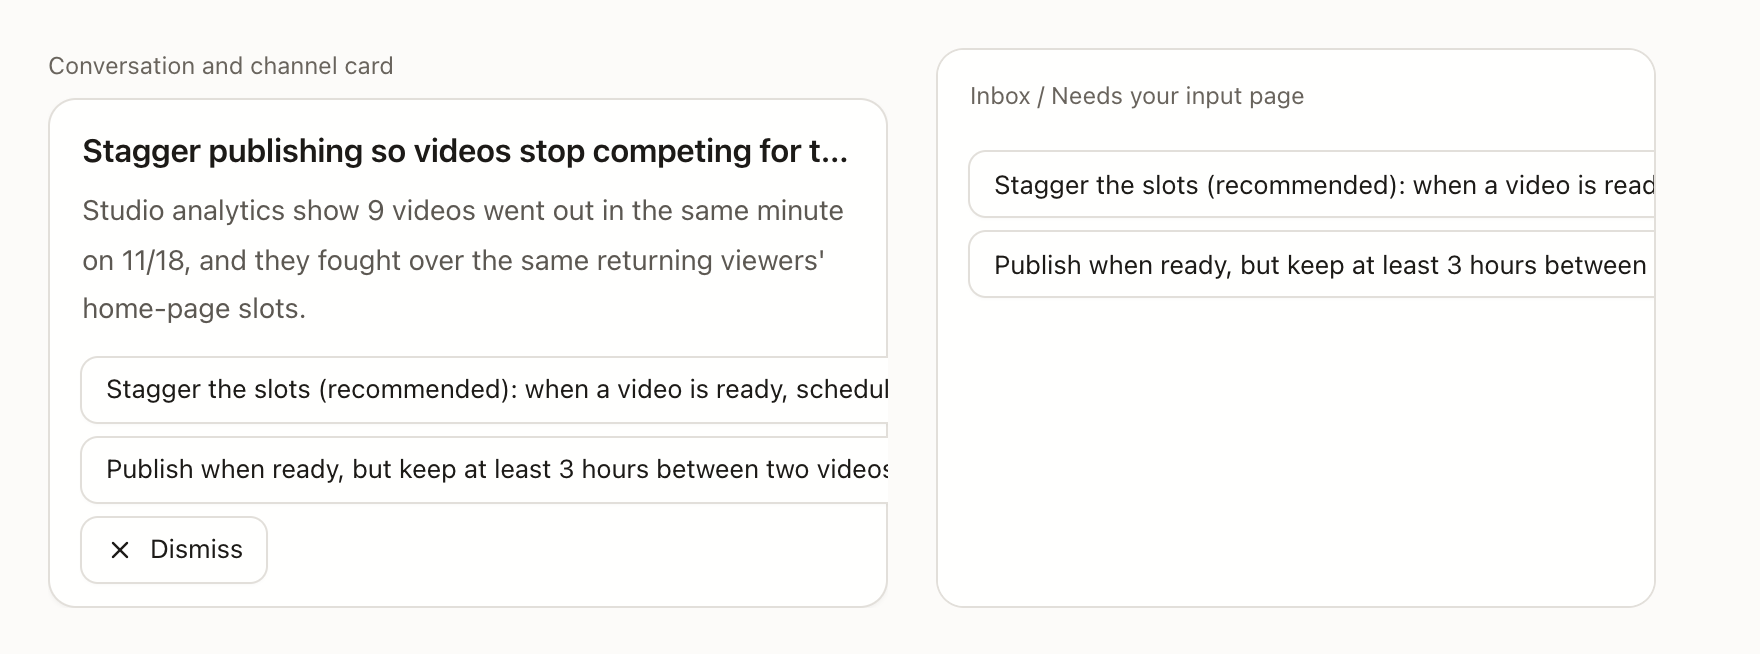 Conversation and channel card
Stagger publishing so videos stop competing for t...
Studio analytics show 9 videos went out in the same minute
on 11/18, and they fought over the same returning viewers'
home-page slots.
Stagger the slots (recommended): when a video is ready, schedul
Publish when ready, but keep at least 3 hours between two videos
Dismiss
Inbox / Needs your input page
Stagger the slots (recommended): when a video is read
Publish when ready, but keep at least 3 hours between